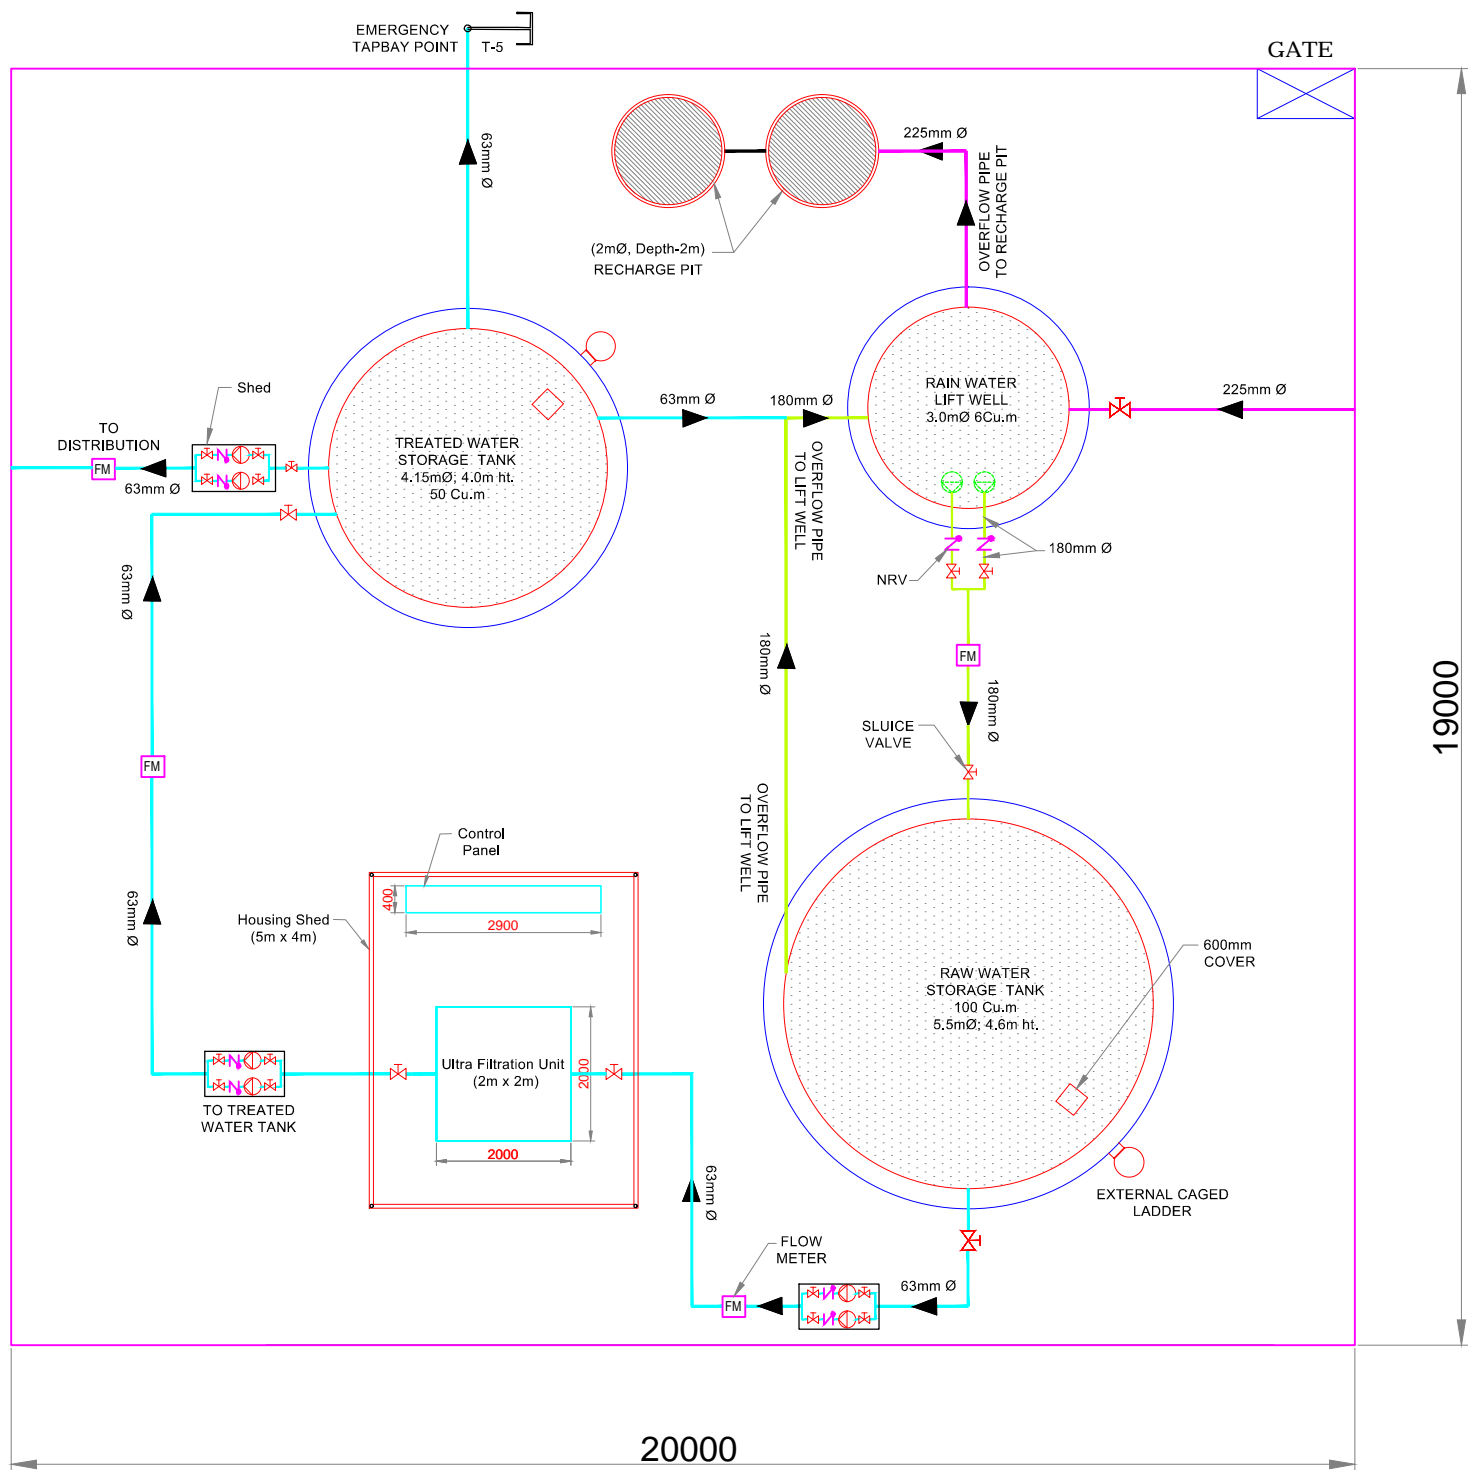 EMERGENCY
TAPBAY POINT
T-5
GATE
63mm Ø
225mm Ø
OVERFLOW PIPE
TO RECHARGE PIT
(2mØ, Depth-2m)
RECHARGE PIT
Shed
TO
DISTRIBUTION
FM
63mm Ø
TREATED WATER
STORAGE TANK
4.15mØ; 4.0m ht.
50 Cu.m
63mm Ø
180mm Ø
RAIN WATER
LIFT WELL
3.0mØ 6Cu.m
225mm Ø
OVERFLOW PIPE
TO LIFT WELL
180mm Ø
NRV
63mm Ø
180mm Ø
FM
180mm Ø
SLUICE
VALVE
19000
FM
OVERFLOW PIPE
TO LIFT WELL
Control
Panel
400
2900
Housing Shed
(5m x 4m)
63mm Ø
600mm
COVER
RAW WATER
STORAGE TANK
100 Cu.m
5.5mØ; 4.6m ht.
Ultra Filtration Unit
(2m x 2m)
2000
2000
TO TREATED
WATER TANK
63mm Ø
EXTERNAL CAGED
LADDER
FLOW
METER
FM
63mm Ø
20000